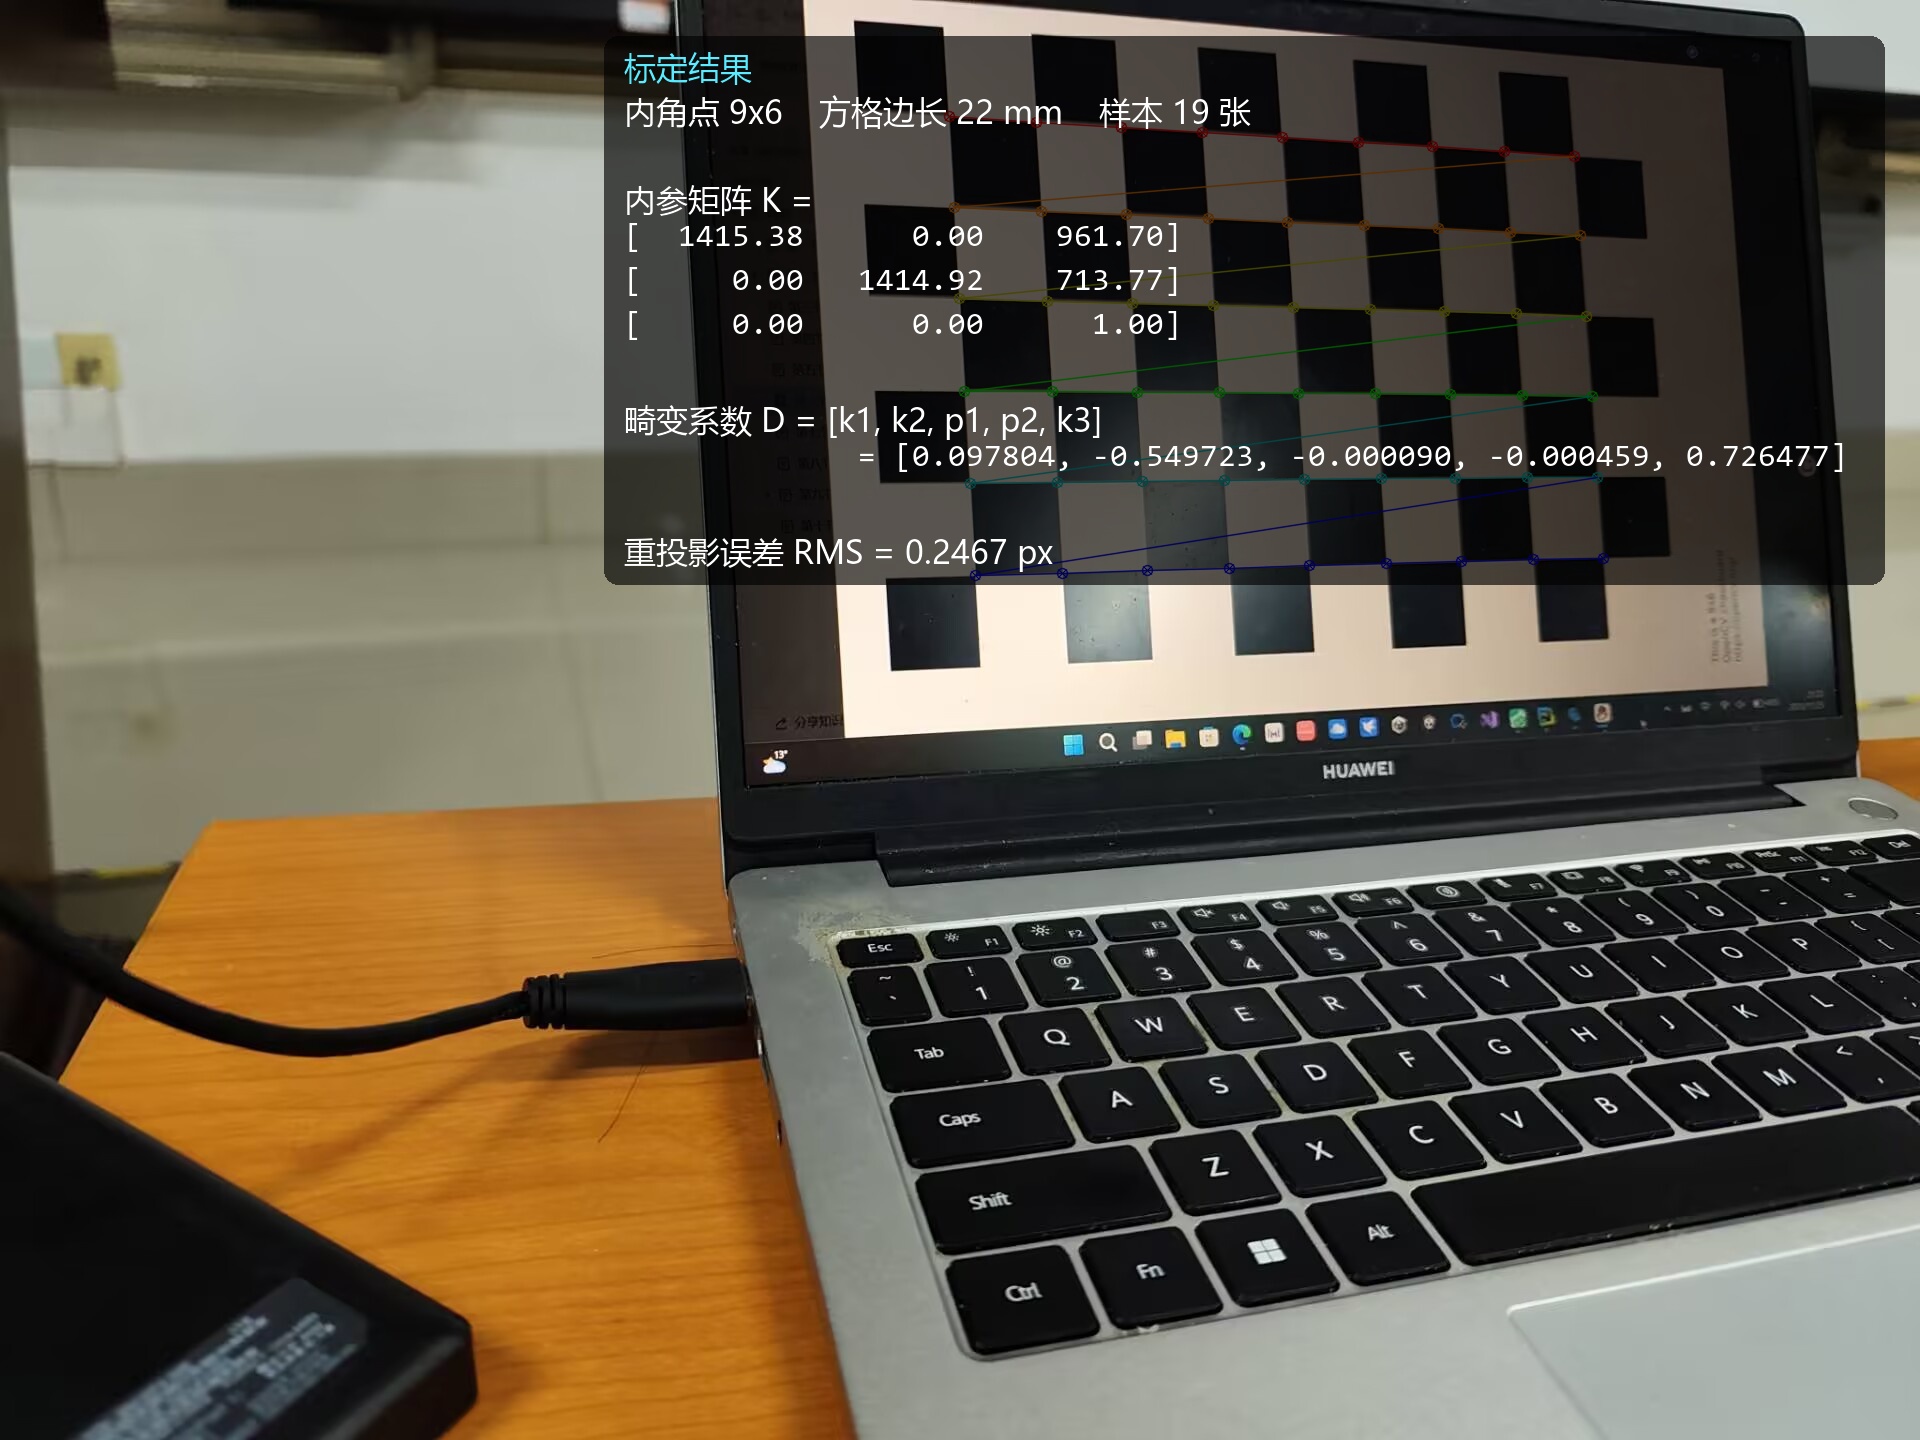 标定结果
内角点 9x6 方格边长 22 mm 样本 19 张
内参矩阵 K =
[ 1415.38 0.00 961.70]
[ 0.00 1414.92 713.77]
[ 0.00 0.00 1.00]
畸变系数 D = [k1, k2, p1, p2, k3]
= [0.097804, -0.549723, -0.000090, -0.000459, 0.726477]
重投影误差 RMS = 0.2467 px
分享知识
13°
HUAWEI
Esc F1 F2 F3 F4 F5 F6 F7 F8 F9 F10 F11 F12 Del
~ ! @ # $ % ^ & * ( ) - +
` 1 2 3 4 5 6 7 8 9 0 =
Tab Q W E R T Y U I O P { [
Caps A S D F G H J K L : ;
Shift Z X C V B N M < ,
Ctrl Fn Alt